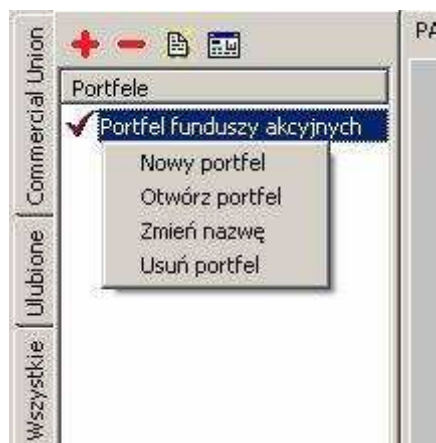 Commercial Union
Ulubione
Wszystkie
Portfele
Portfel funduszy akcyjnych
Nowy portfel
Otwórz portfel
Zmień nazwę
Usuń portfel